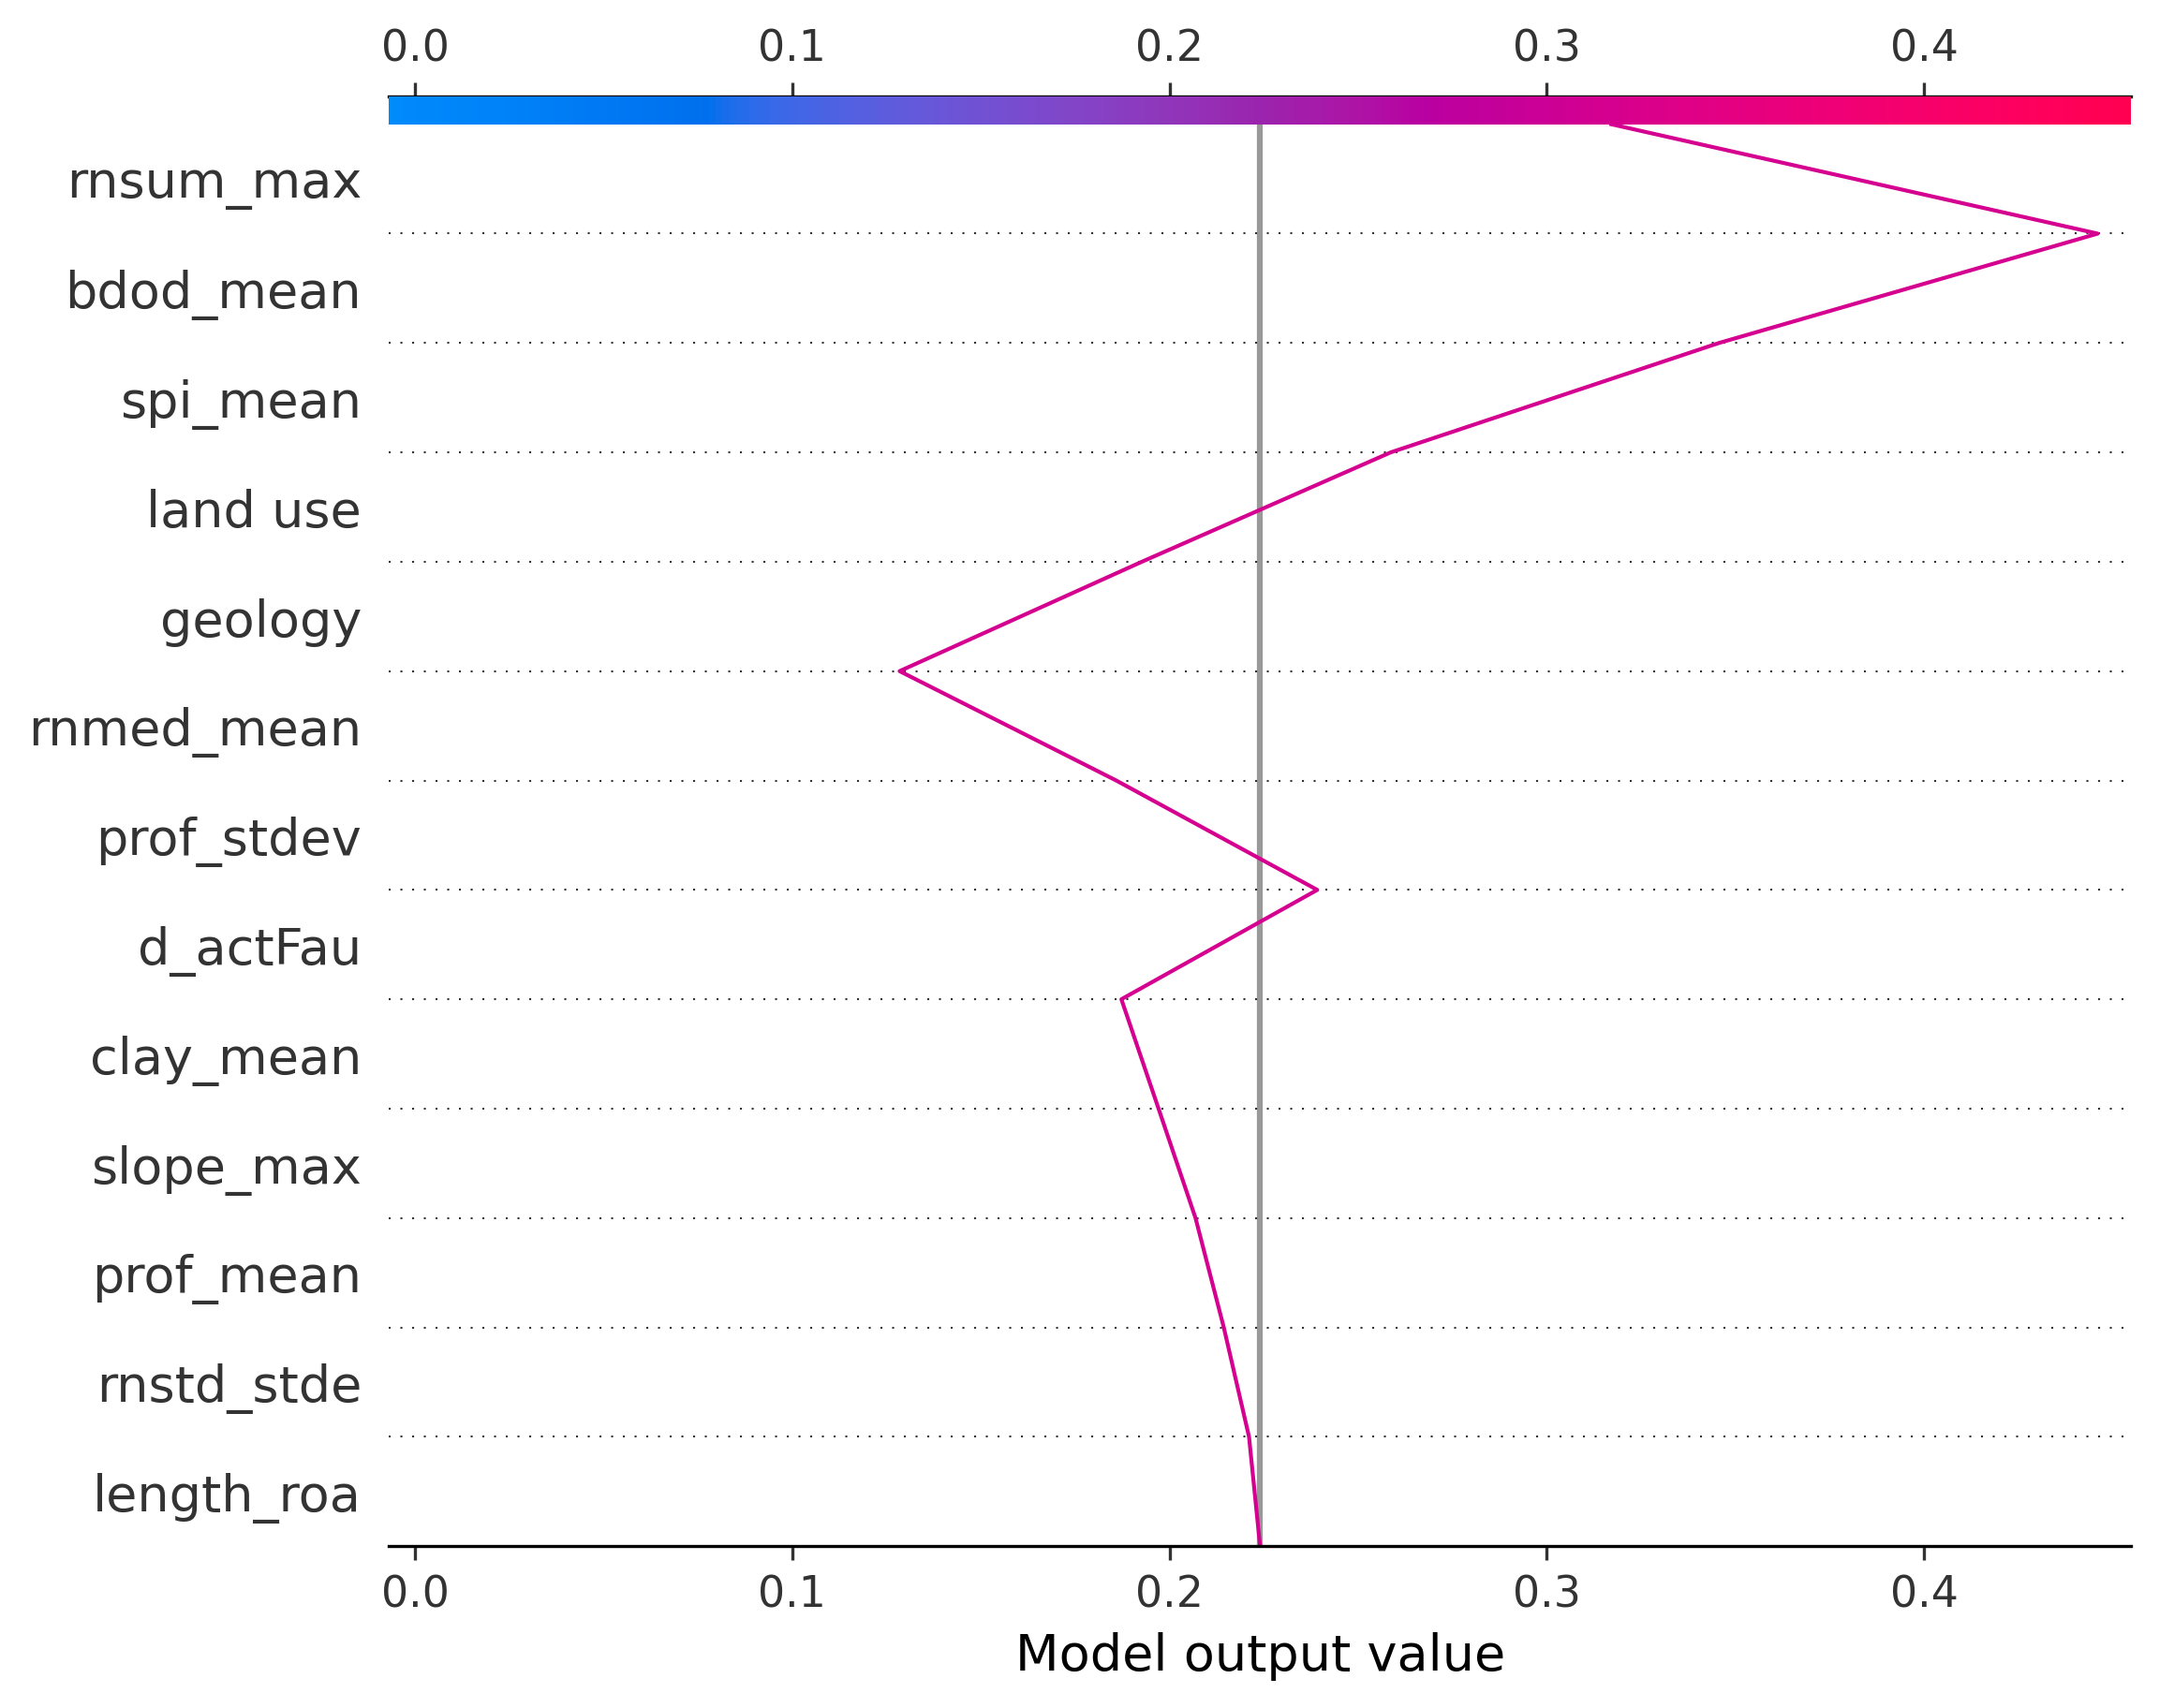 0.0 0.1 0.2 0.3 0.4
rnsum_max
bdod_mean
spi_mean
land use
geology
rnmed_mean
prof_stdev
d_actFau
clay_mean
slope_max
prof_mean
rnstd_stde
length_roa
0.0 0.1 0.2 0.3 0.4
Model output value